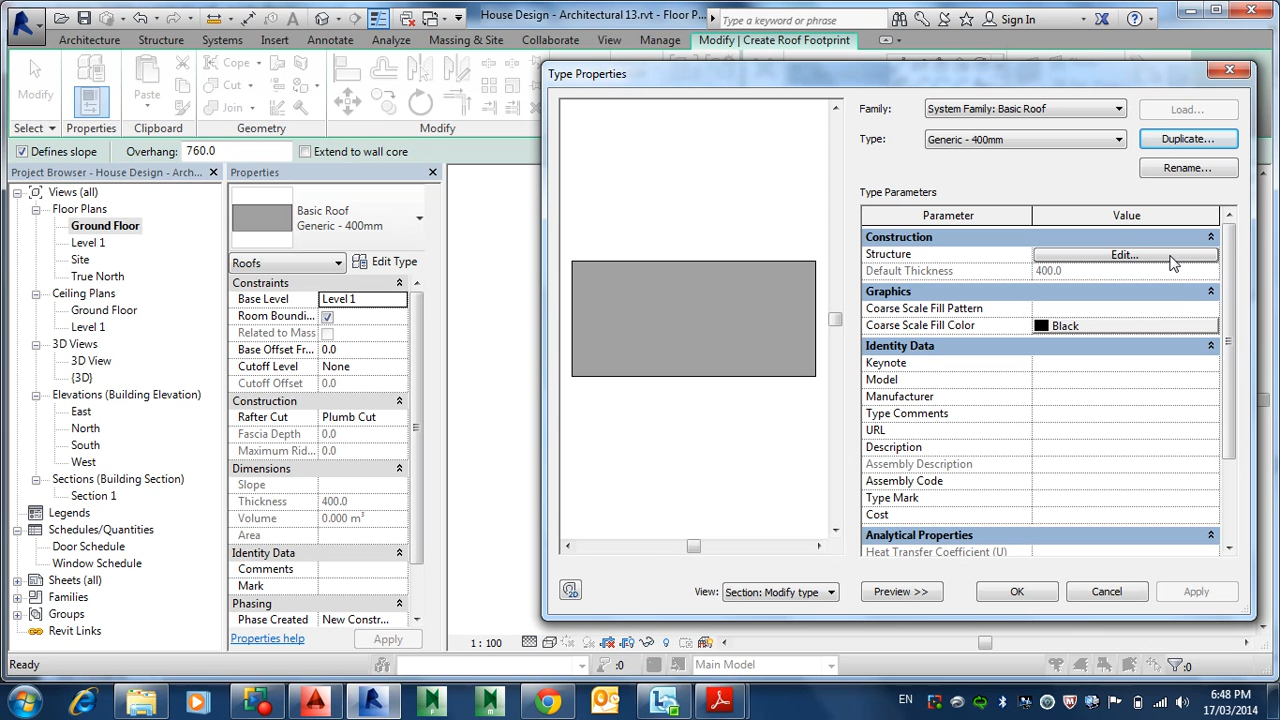 House Design - Architectural 13.rvt - Floor P...
Type a keyword or phrase
Sign In
Architecture
Structure
Systems
Insert
Annotate
Analyze
Massing & Site
Collaborate
View
Manage
Modify | Create Roof Footprint
Modify
Paste
Cope
Cut
Join
Select
Properties
Clipboard
Geometry
Modify
Defines slope
Overhang: 760.0
Extend to wall core
Project Browser - House Design - Arch...
Views (all)
Floor Plans
Ground Floor
Level 1
Site
True North
Ceiling Plans
Ground Floor
Level 1
3D Views
3D View
{3D}
Elevations (Building Elevation)
East
North
South
West
Sections (Building Section)
Section 1
Legends
Schedules/Quantities
Door Schedule
Window Schedule
Sheets (all)
Families
Groups
Revit Links
Properties
Basic Roof
Generic - 400mm
Roofs
Edit Type
Constraints
Base Level Level 1
Room Boundi...
Related to Mass
Base Offset Fr... 0.0
Cutoff Level None
Cutoff Offset 0.0
Construction
Rafter Cut Plumb Cut
Fascia Depth 0.0
Maximum Rid... 0.0
Dimensions
Slope
Thickness 400.0
Volume 0.000 m³
Area
Identity Data
Comments
Mark
Phasing
Phase Created New Constr...
Properties help
Apply
Type Properties
Family: System Family: Basic Roof
Load...
Type: Generic - 400mm
Duplicate...
Rename...
Type Parameters
Parameter Value
Construction
Structure Edit...
Default Thickness 400.0
Graphics
Coarse Scale Fill Pattern
Coarse Scale Fill Color Black
Identity Data
Keynote
Model
Manufacturer
Type Comments
URL
Description
Assembly Description
Assembly Code
Type Mark
Cost
Analytical Properties
Heat Transfer Coefficient (U)
View: Section: Modify type
Preview >>
OK
Cancel
Apply
1 : 100
Ready
:0
Main Model
:0
EN
6:48 PM
17/03/2014